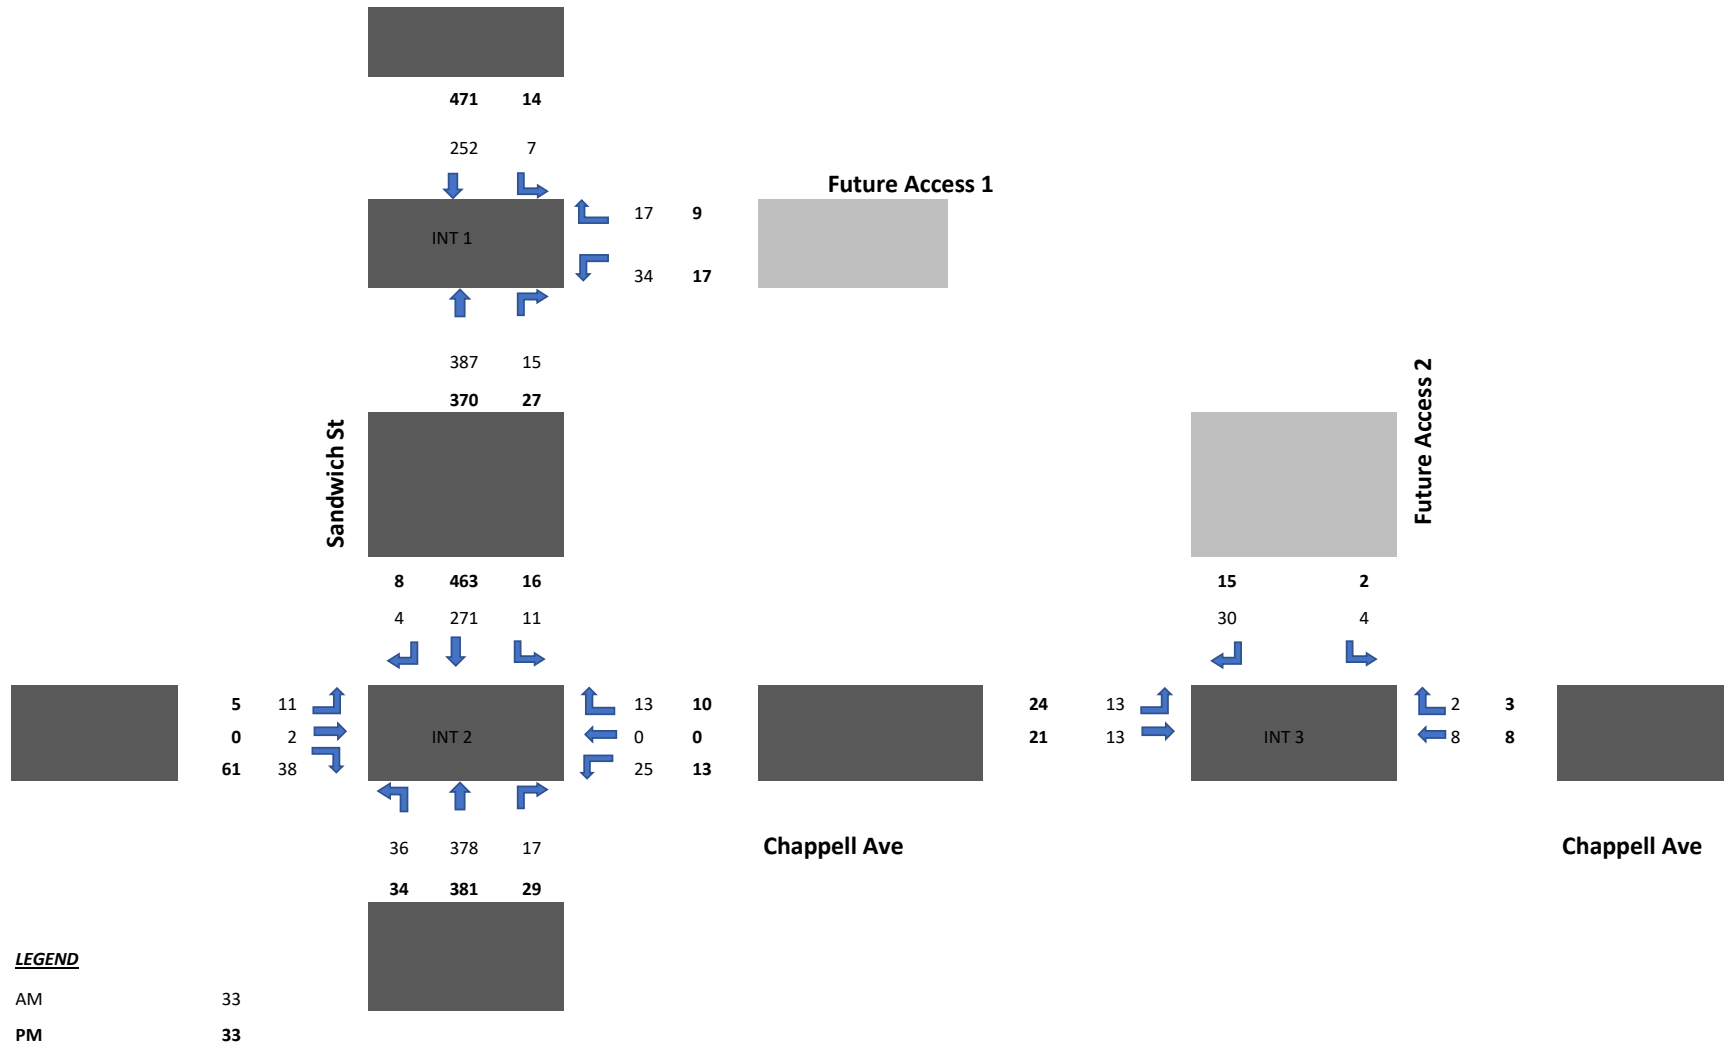 471 14
252 7
Future Access 1
17 9
INT 1
34 17
387 15
370 27
Sandwich St
Future Access 2
8 463 16
4 271 11
15 2
30 4
5 11
13 10
24 13
2 3
0 2
INT 2
0 0
21 13
INT 3
8 8
61 38
25 13
36 378 17
Chappell Ave
Chappell Ave
34 381 29
LEGEND
AM 33
PM 33